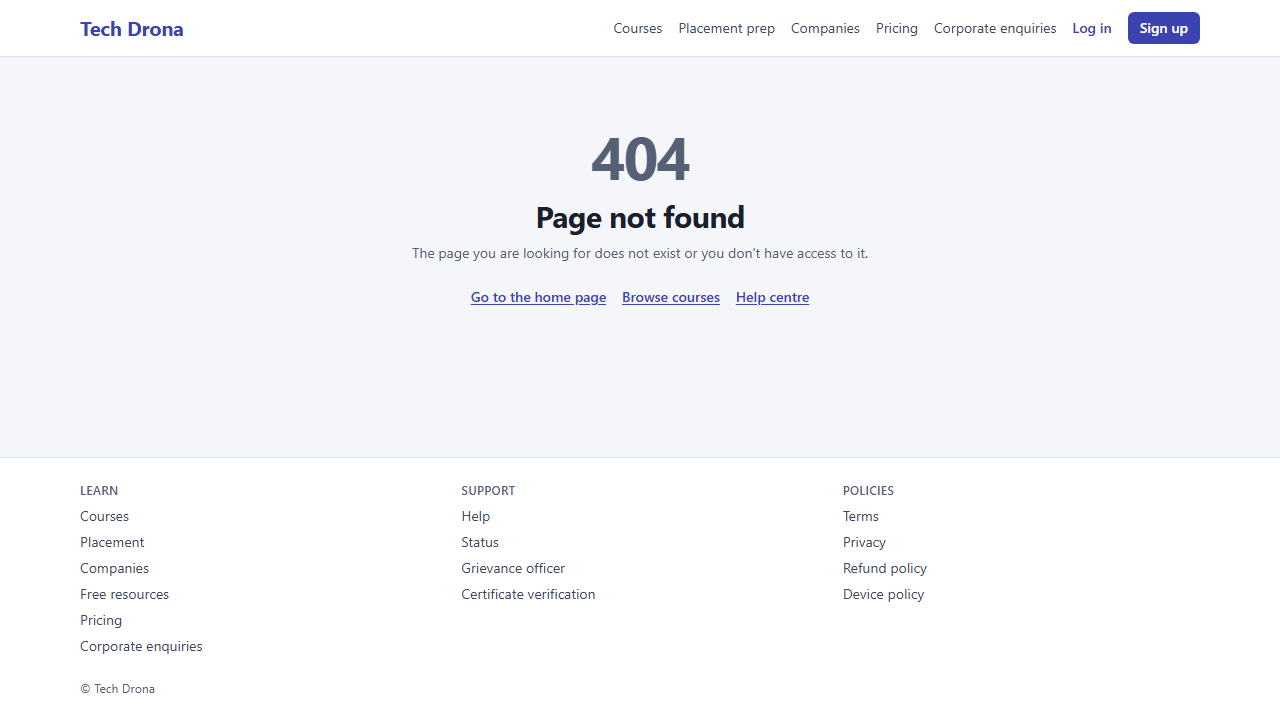 Tech Drona
Courses Placement prep Companies Pricing Corporate enquiries Log in Sign up
404
Page not found
The page you are looking for does not exist or you don't have access to it.
Go to the home page Browse courses Help centre
LEARN
Courses
Placement
Companies
Free resources
Pricing
Corporate enquiries
SUPPORT
Help
Status
Grievance officer
Certificate verification
POLICIES
Terms
Privacy
Refund policy
Device policy
© Tech Drona